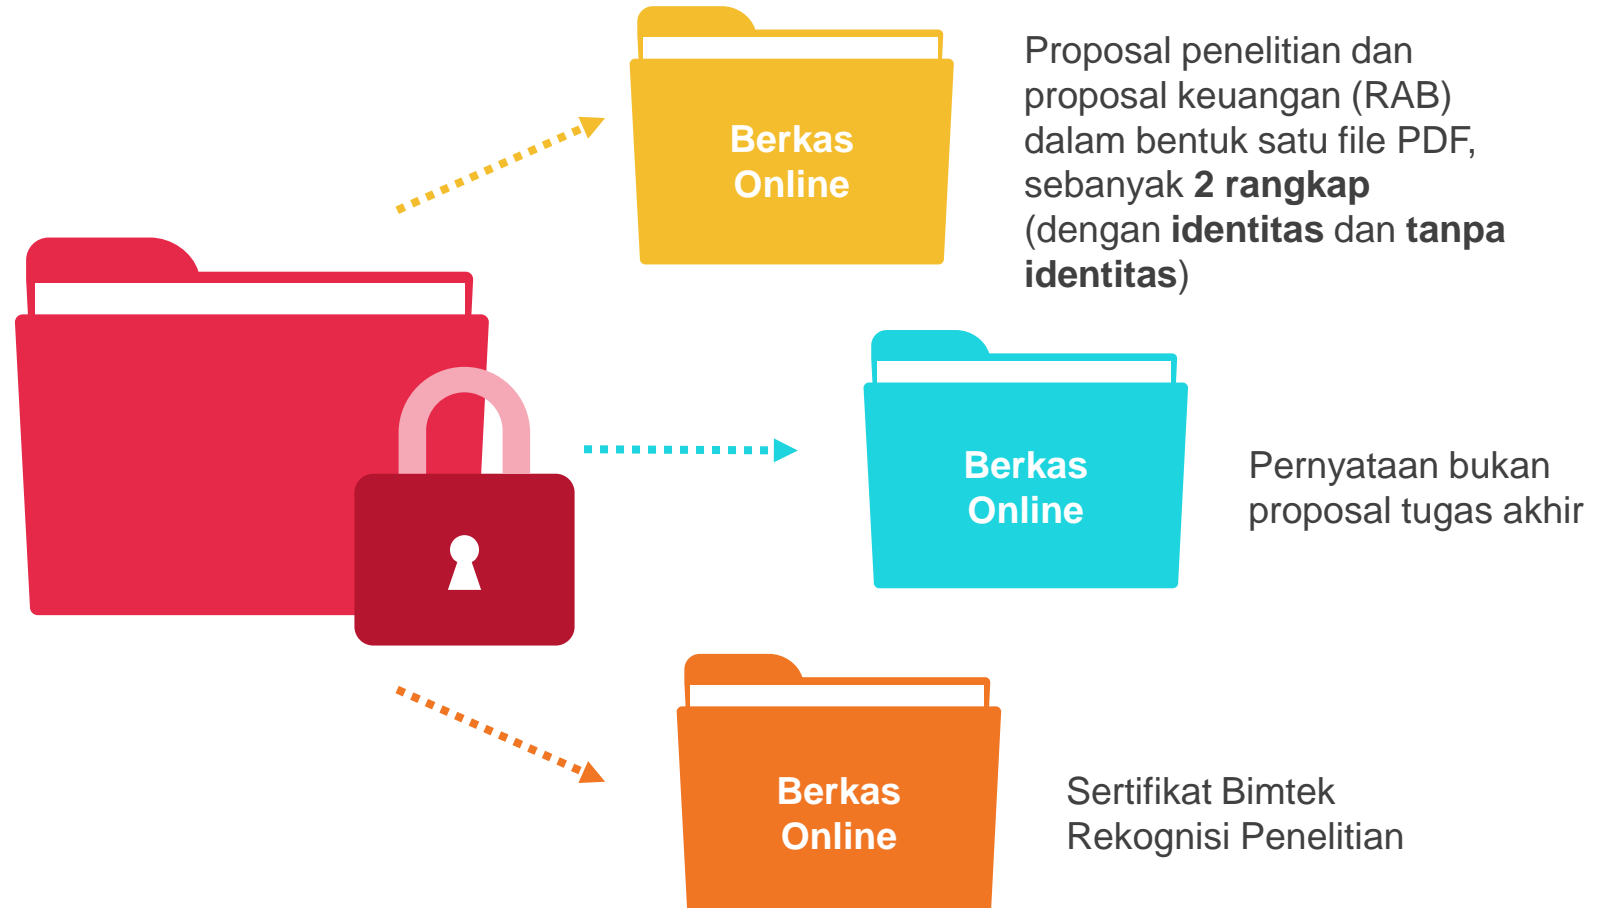 Berkas
Online
Proposal penelitian dan
proposal keuangan (RAB)
dalam bentuk satu file PDF,
sebanyak 2 rangkap
(dengan identitas dan tanpa
identitas)
Berkas
Online
Pernyataan bukan
proposal tugas akhir
Berkas
Online
Sertifikat Bimtek
Rekognisi Penelitian